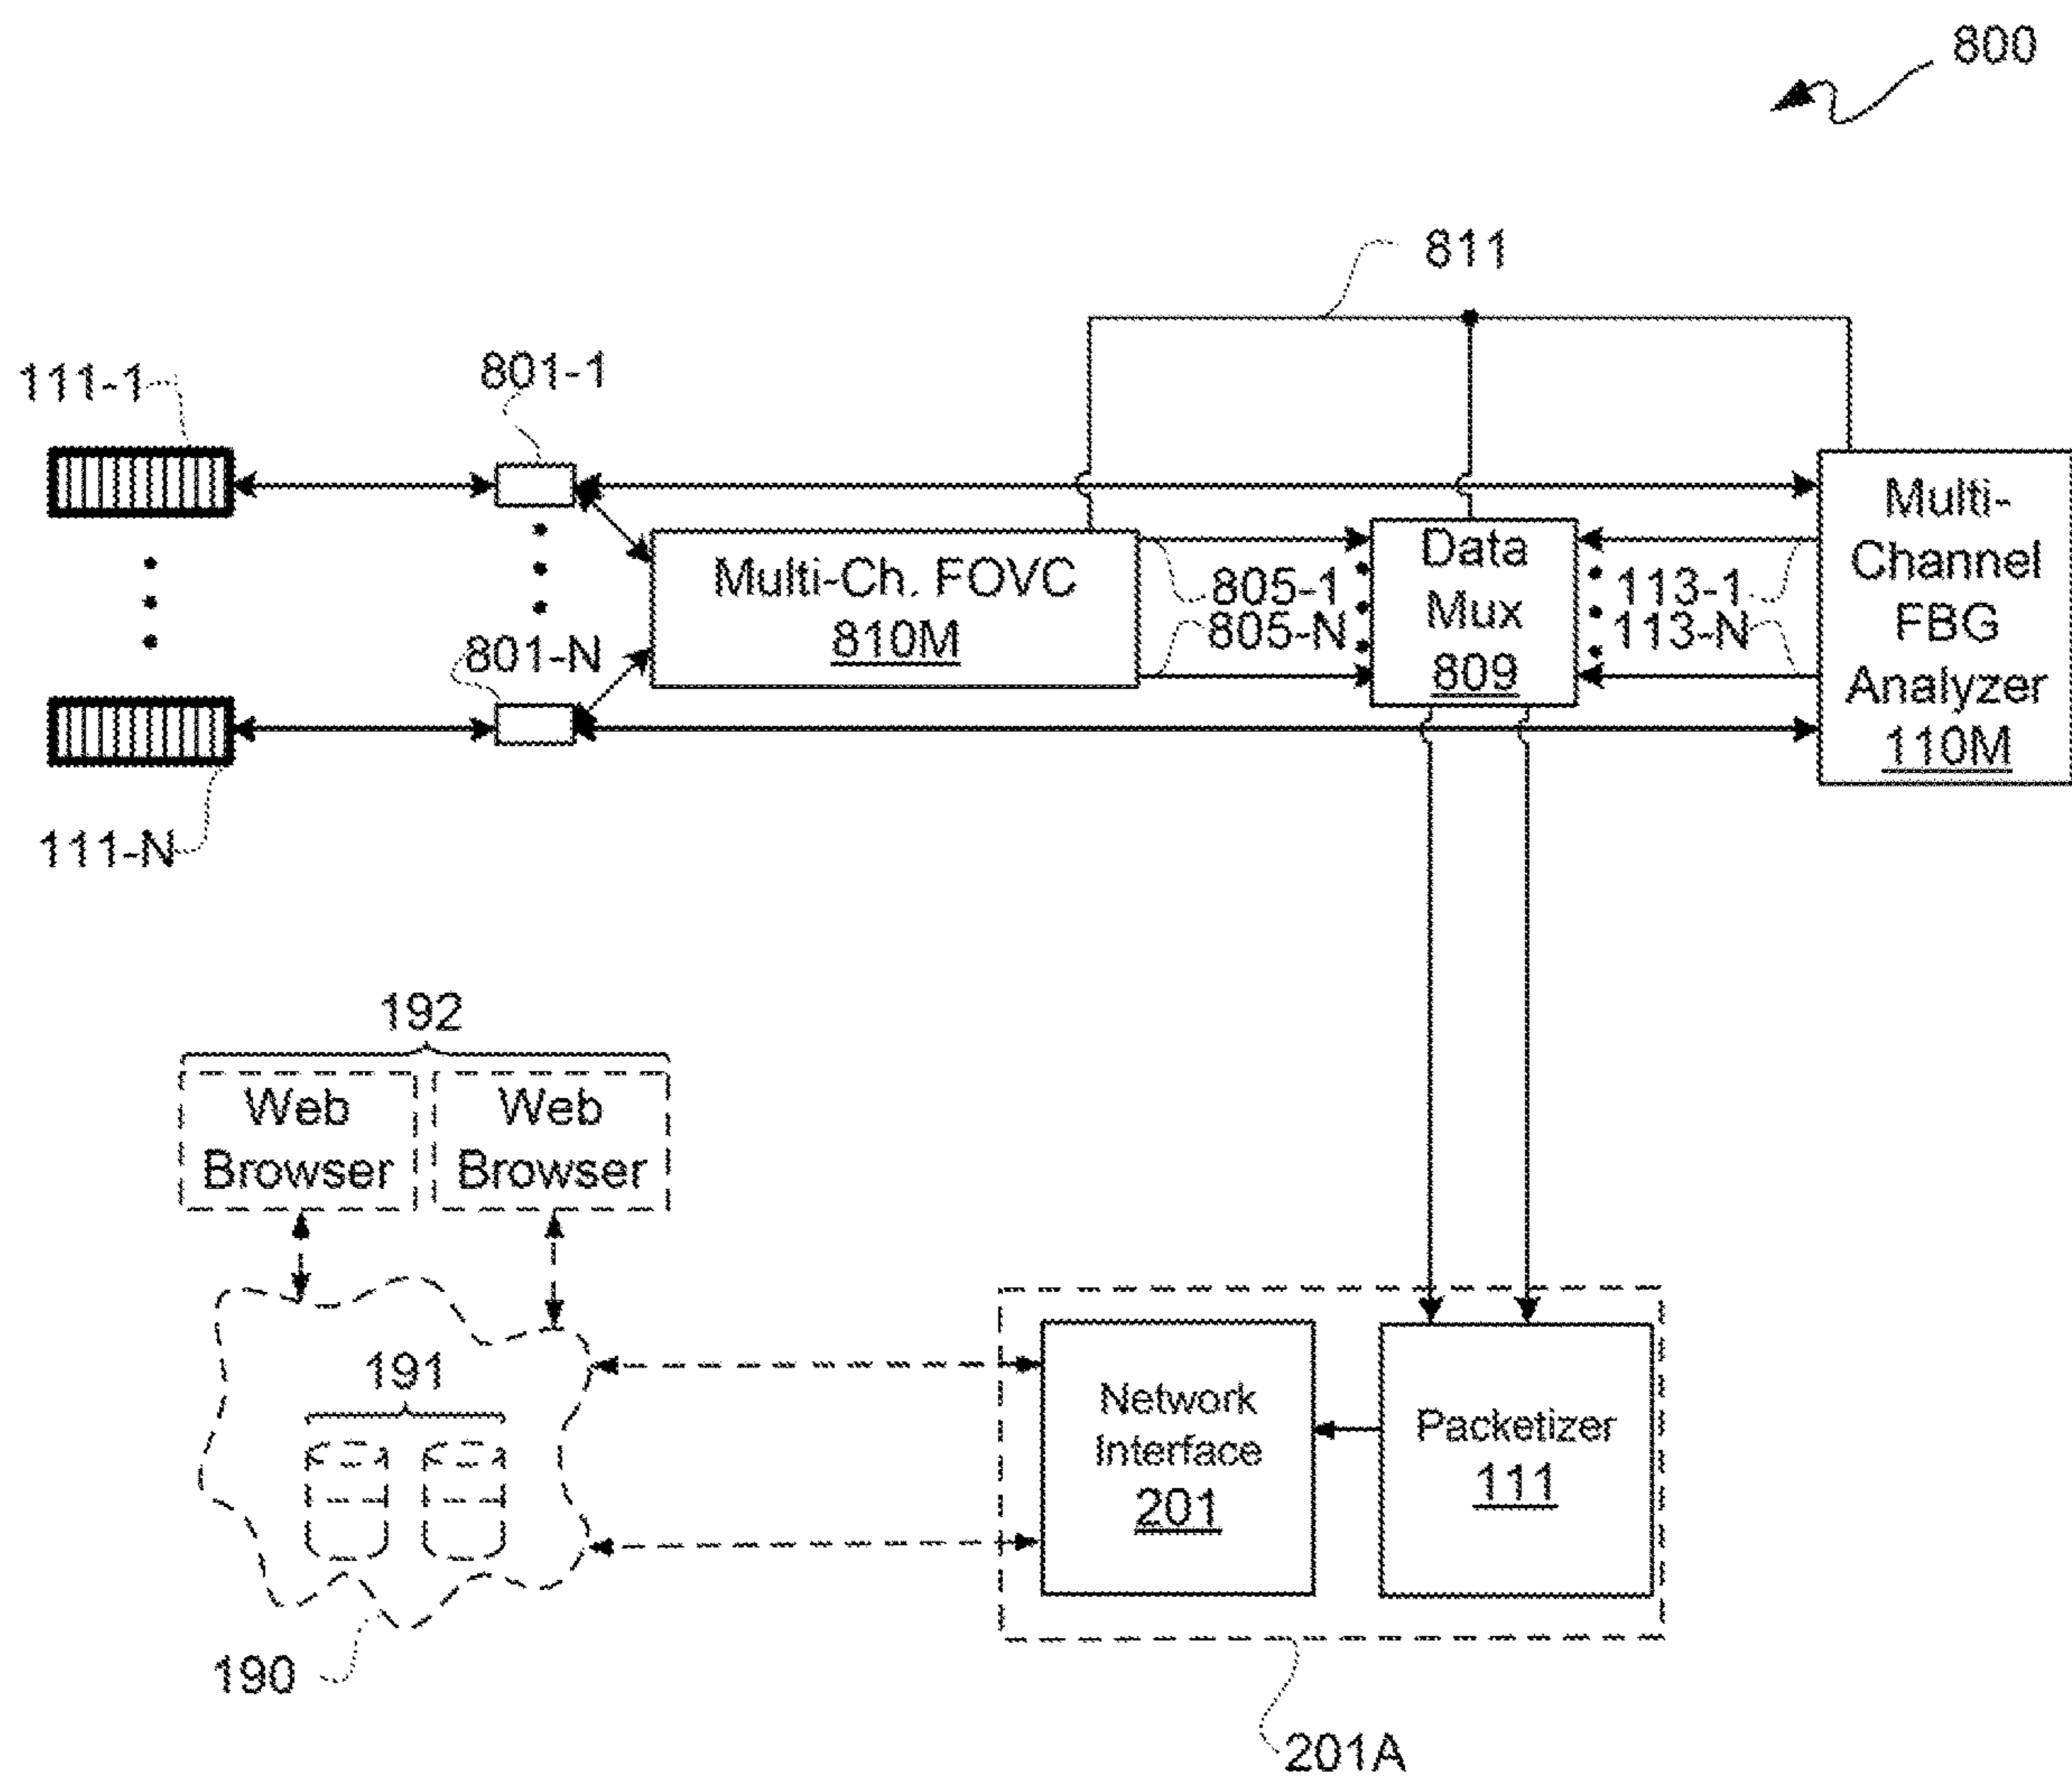 800
811
801-1
111-1
Multi-
Channel
FBG
Analyzer
110M
Multi-Ch. FOVC
810M
805-1
805-N
Data
Mux
809
113-1
113-N
801-N
111-N
192
Web
Browser
Web
Browser
191
190
Network
Interface
201
Packetizer
111
201A